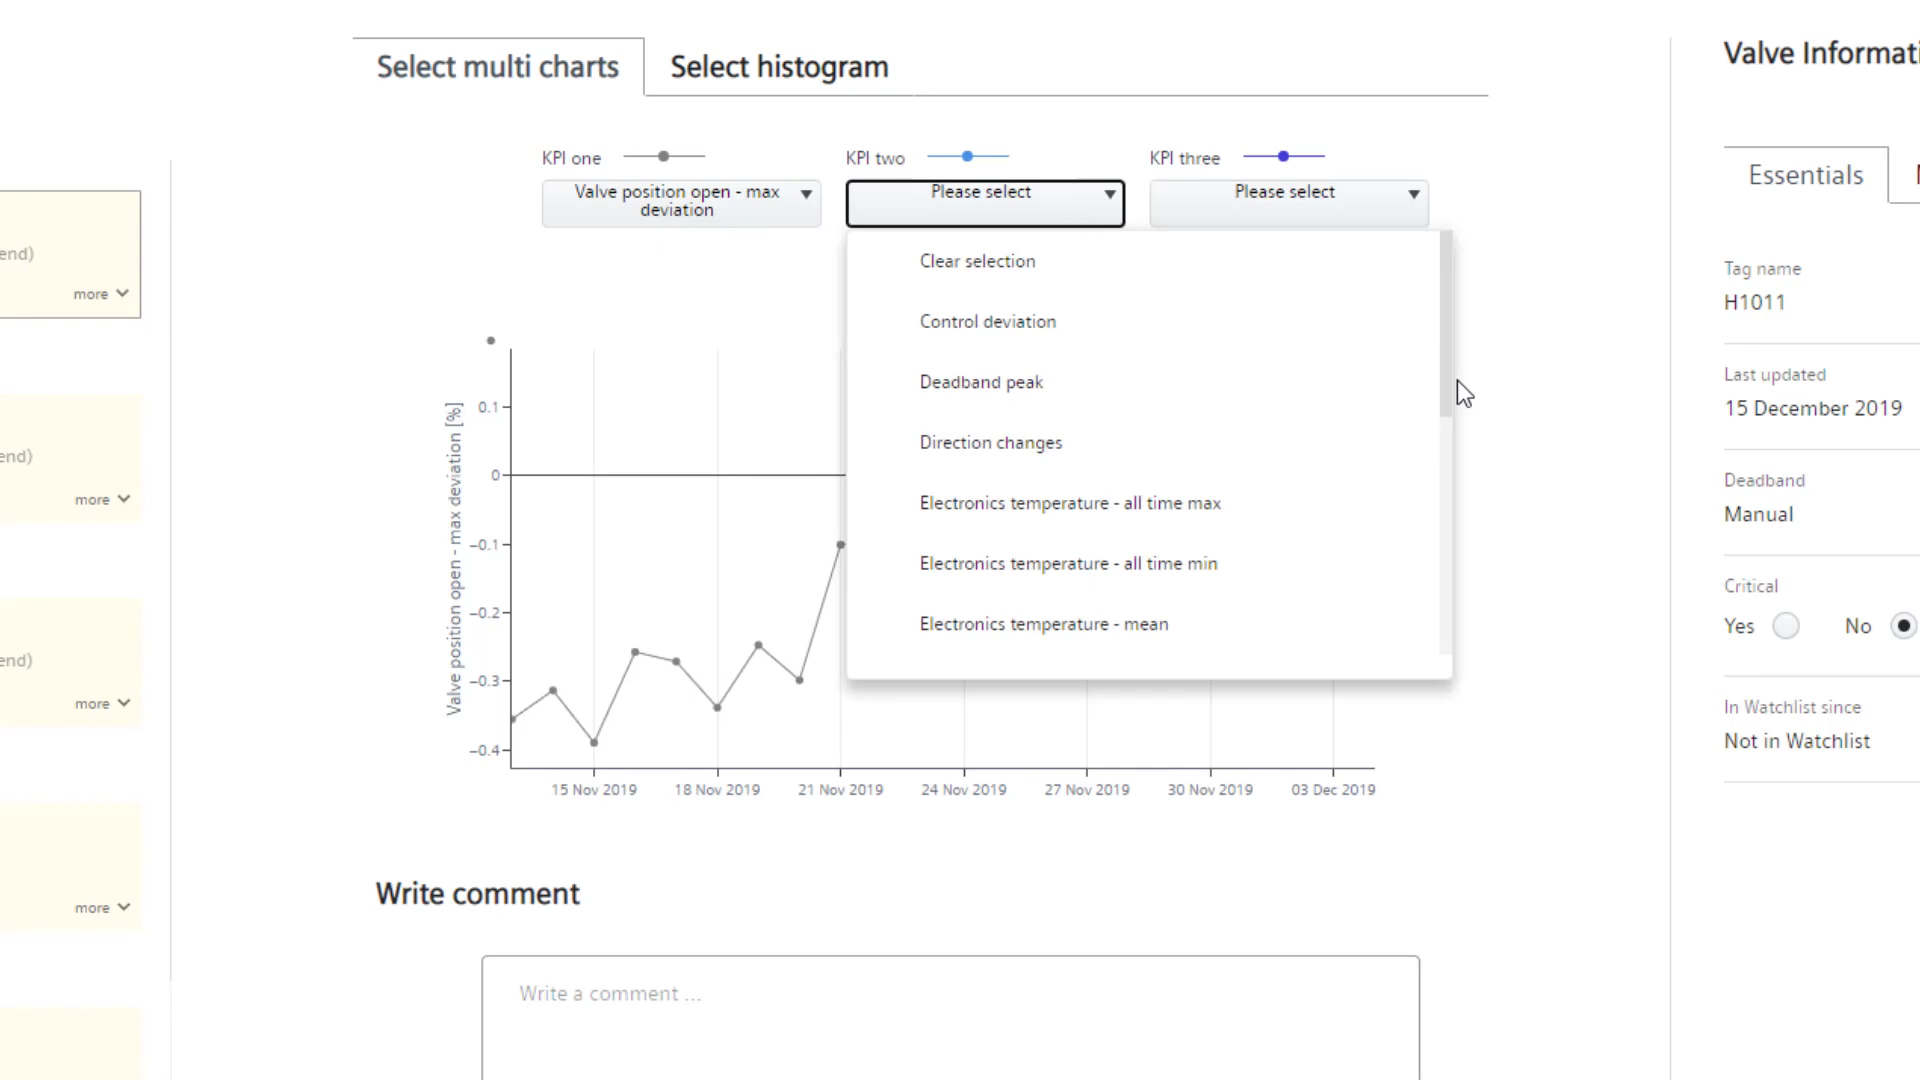 Select multi charts
Select histogram
Valve Informati
KPI one
KPI two
KPI three
Valve position open - max
deviation
Please select
Please select
Essentials
end)
more
end)
more
end)
more
more
Clear selection
Control deviation
Deadband peak
Direction changes
Electronics temperature - all time max
Electronics temperature - all time min
Electronics temperature - mean
Valve position open - max deviation [%]
0.1
0
−0.1
−0.2
−0.3
−0.4
15 Nov 2019
18 Nov 2019
21 Nov 2019
24 Nov 2019
27 Nov 2019
30 Nov 2019
03 Dec 2019
Tag name
H1011
Last updated
15 December 2019
Deadband
Manual
Critical
Yes
No
In Watchlist since
Not in Watchlist
Write comment
Write a comment ...